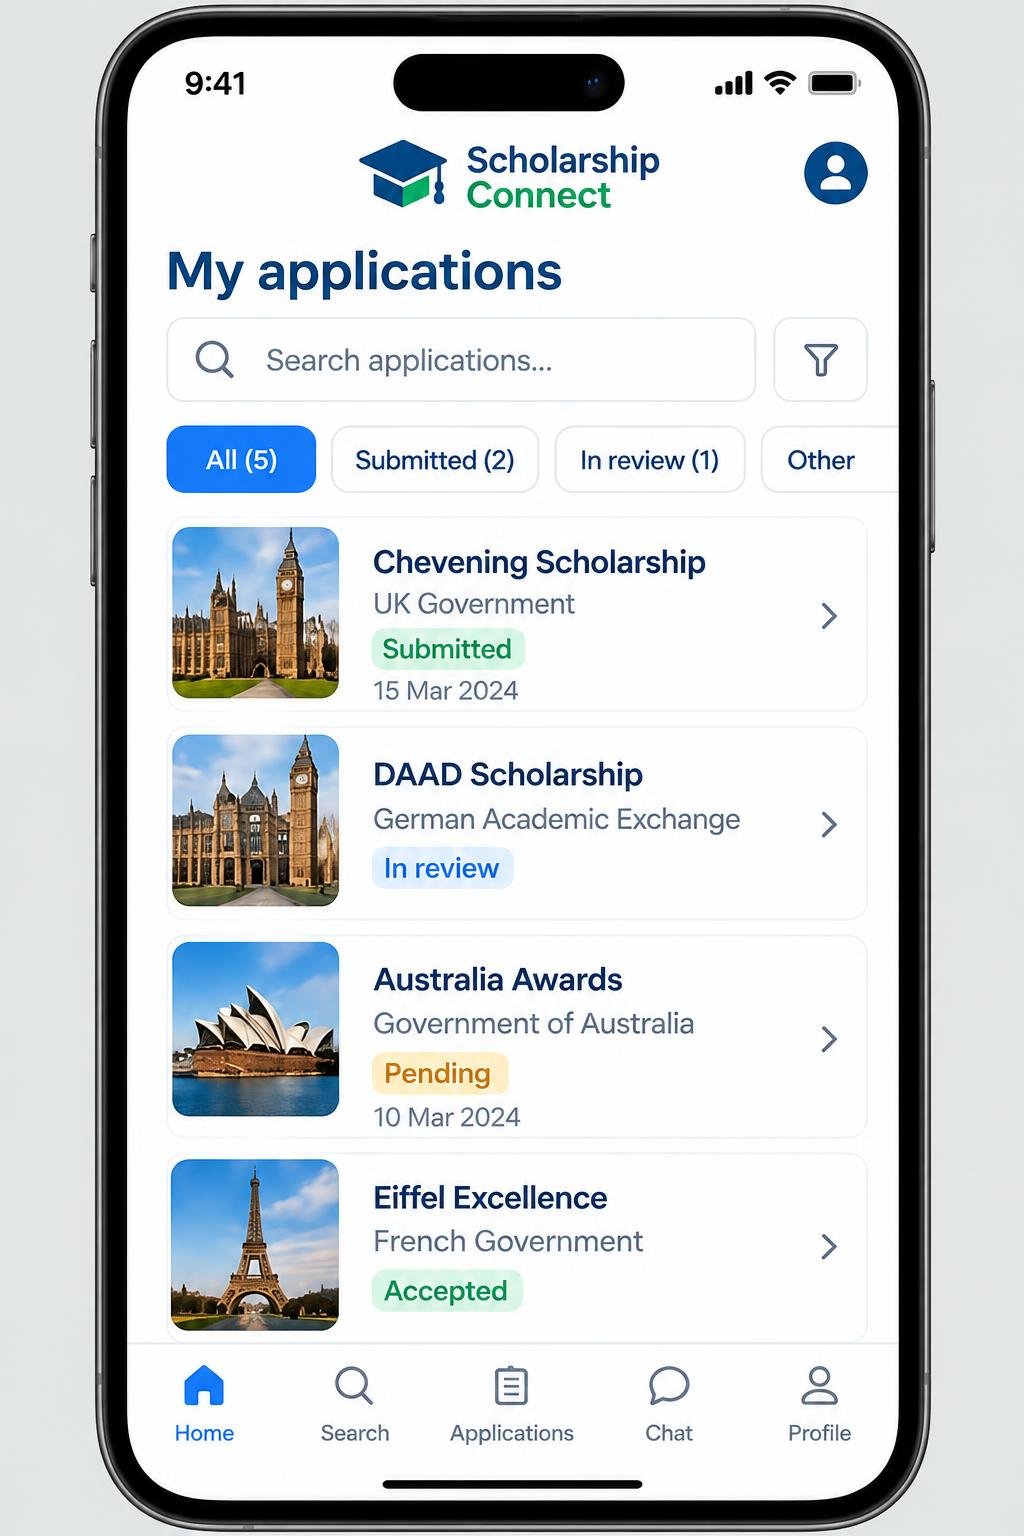 9:41
Scholarship
Connect
My applications
Search applications...
All (5)
Submitted (2)
In review (1)
Other
Chevening Scholarship
UK Government
Submitted
15 Mar 2024
DAAD Scholarship
German Academic Exchange
In review
Australia Awards
Government of Australia
Pending
10 Mar 2024
Eiffel Excellence
French Government
Accepted
Home
Search
Applications
Chat
Profile